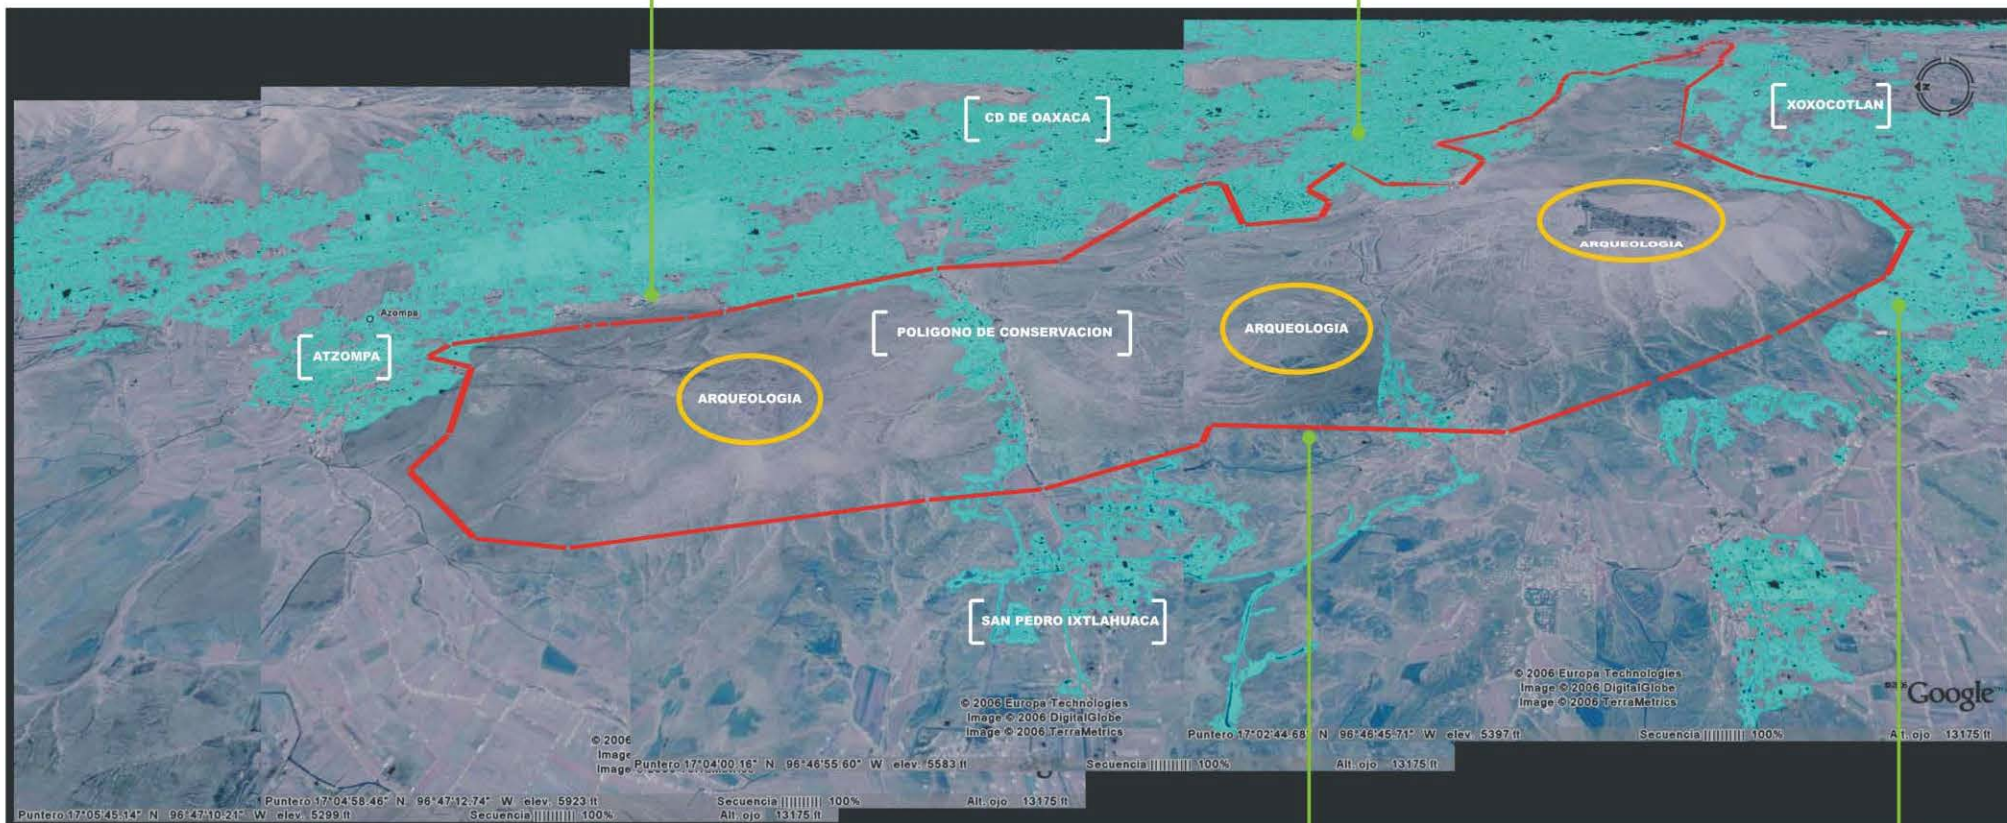 CD DE OAXACA
XOXOCOTLAN
N
ARQUEOLOGIA
Azompa
ATZOMPA
POLIGONO DE CONSERVACION
ARQUEOLOGIA
ARQUEOLOGIA
SAN PEDRO IXTLAHUACA
© 2006 Europa Technologies
Image © 2006 DigitalGlobe
Image © 2006 TerraMetrics
Google
© 2006 Europa Technologies
Image © 2006 DigitalGlobe
Image © 2006 TerraMetrics
Puntero 17°02'44.68" N 96°46'45.71" W elev. 5397 ft
Secuencia |||||||||| 100%
Alt. ojo 13175 ft
© 2006
Image
Image
Puntero 17°04'00.16" N 96°46'55.60" W elev. 5583 ft
Secuencia |||||||||| 100%
Alt. ojo 13175 ft
Puntero 17°04'58.46" N 96°47'12.74" W elev. 5923 ft
Secuencia |||||||||| 100%
Alt. ojo 13175 ft
Puntero 17°05'45.14" N 96°47'10.21" W elev. 5299 ft
Secuencia |||||||||| 100%
Alt. ojo 13175 ft